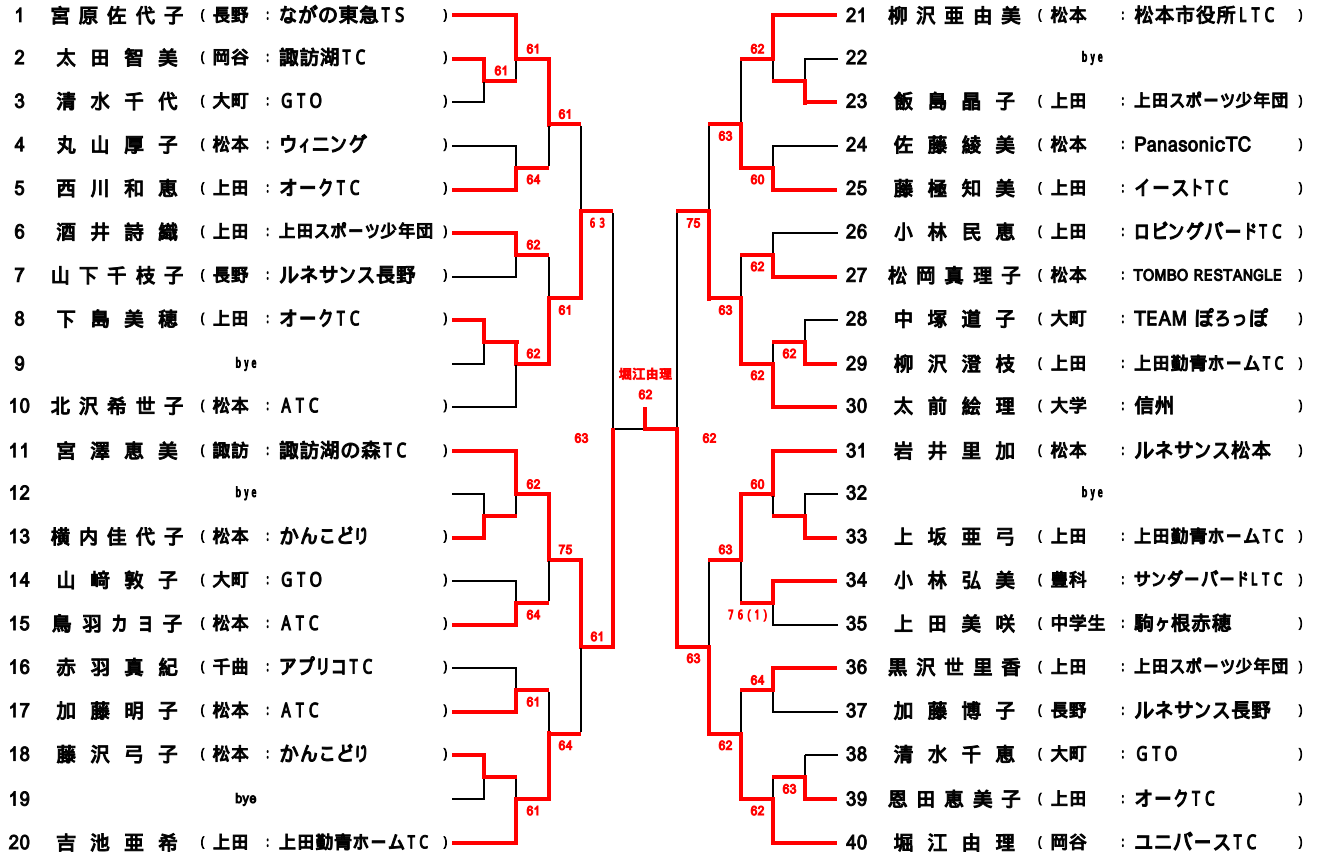 1 宮原佐代子 ( 長野 : ながの東急TS )
2 太田智美 ( 岡谷 : 諏訪湖TC )
3 清水千代 ( 大町 : GTO )
4 丸山厚子 ( 松本 : ウィニング )
5 西川和恵 ( 上田 : オークTC )
6 酒井詩織 ( 上田 : 上田スポーツ少年団 )
7 山下千枝子 ( 長野 : ルネサンス長野 )
8 下島美穂 ( 上田 : オークTC )
9 bye
10 北沢希世子 ( 松本 : ATC )
11 宮澤恵美 ( 諏訪 : 諏訪湖の森TC )
12 bye
13 横内佳代子 ( 松本 : かんこどり )
14 山﨑敦子 ( 大町 : GTO )
15 鳥羽カヨ子 ( 松本 : ATC )
16 赤羽真紀 ( 千曲 : アプリコTC )
17 加藤明子 ( 松本 : ATC )
18 藤沢弓子 ( 松本 : かんこどり )
19 bye
20 吉池亜希 ( 上田 : 上田勤青ホームTC )
61
61
61
64
63
62
61
62
62
75
64
61
61
64
61
63
堀江由理
62
62
21 柳沢亜由美 ( 松本 : 松本市役所LTC )
22 bye
23 飯島晶子 ( 上田 : 上田スポーツ少年団 )
24 佐藤綾美 ( 松本 : PanasonicTC )
25 藤極知美 ( 上田 : イーストTC )
26 小林民恵 ( 上田 : ロビングバードTC )
27 松岡真理子 ( 松本 : TOMBO RESTANGLE )
28 中塚道子 ( 大町 : TEAM ぽろっぽ )
29 柳沢澄枝 ( 上田 : 上田勤青ホームTC )
30 太前絵理 ( 大学 : 信州 )
31 岩井里加 ( 松本 : ルネサンス松本 )
32 bye
33 上坂亜弓 ( 上田 : 上田勤青ホームTC )
34 小林弘美 ( 豊科 : サンダーバードLTC )
35 上田美咲 ( 中学生 : 駒ヶ根赤穂 )
36 黒沢世里香 ( 上田 : 上田スポーツ少年団 )
37 加藤博子 ( 長野 : ルネサンス長野 )
38 清水千恵 ( 大町 : GTO )
39 恩田恵美子 ( 上田 : オークTC )
40 堀江由理 ( 岡谷 : ユニバースTC )
62
63
60
75
62
63
62
62
60
63
76(1)
63
64
62
63
62